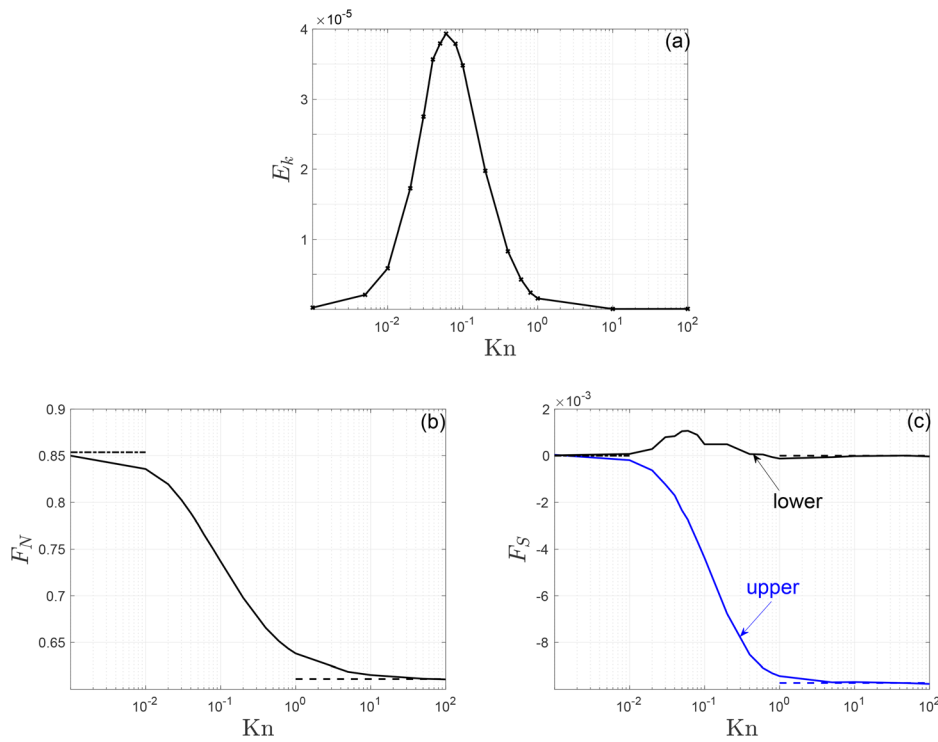 ×10⁻⁵
(a)
4
3
2
1
E_k
10⁻² 10⁻¹ 10⁰ 10¹ 10²
Kn
(b)
0.9
0.85
0.8
0.75
0.7
0.65
F_N
10⁻² 10⁻¹ 10⁰ 10¹ 10²
Kn
×10⁻³
(c)
2
0
-2
-4
-6
-8
F_S
lower
upper
10⁻² 10⁻¹ 10⁰ 10¹ 10²
Kn